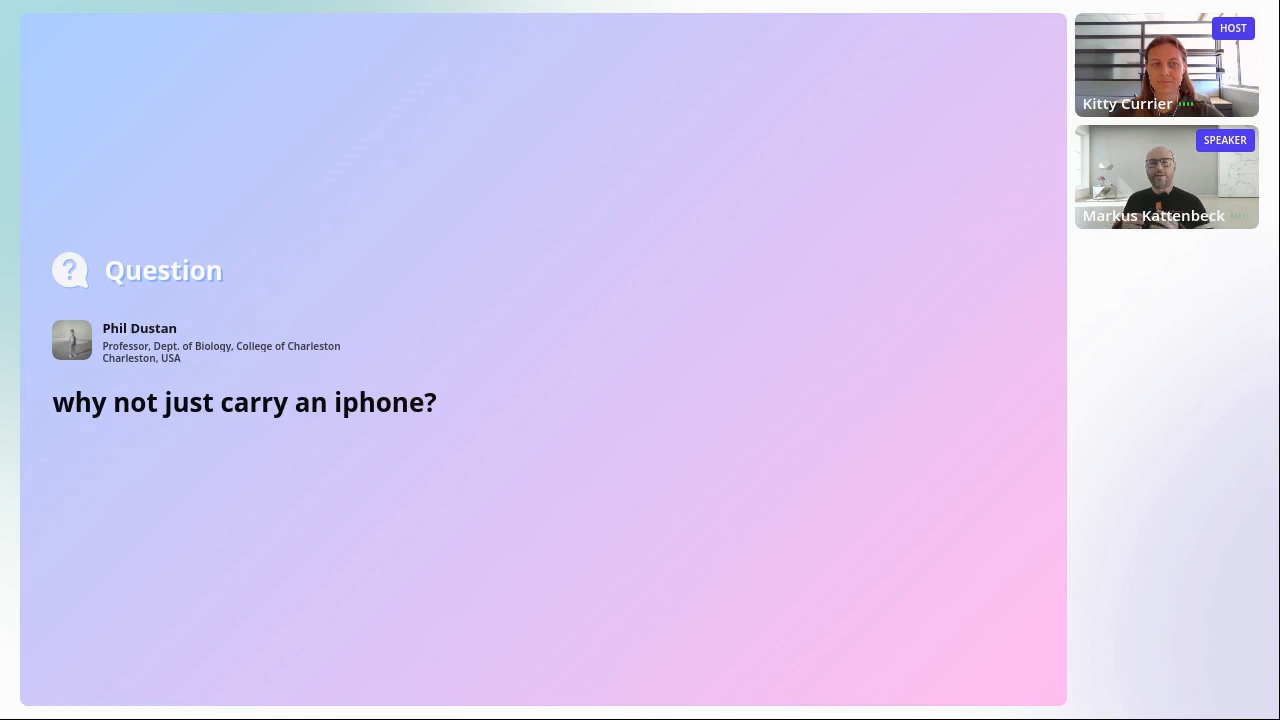 Question
Phil Dustan
Professor, Dept. of Biology, College of Charleston
Charleston, USA
why not just carry an iphone?
HOST
Kitty Currier
SPEAKER
Markus Kattenbeck